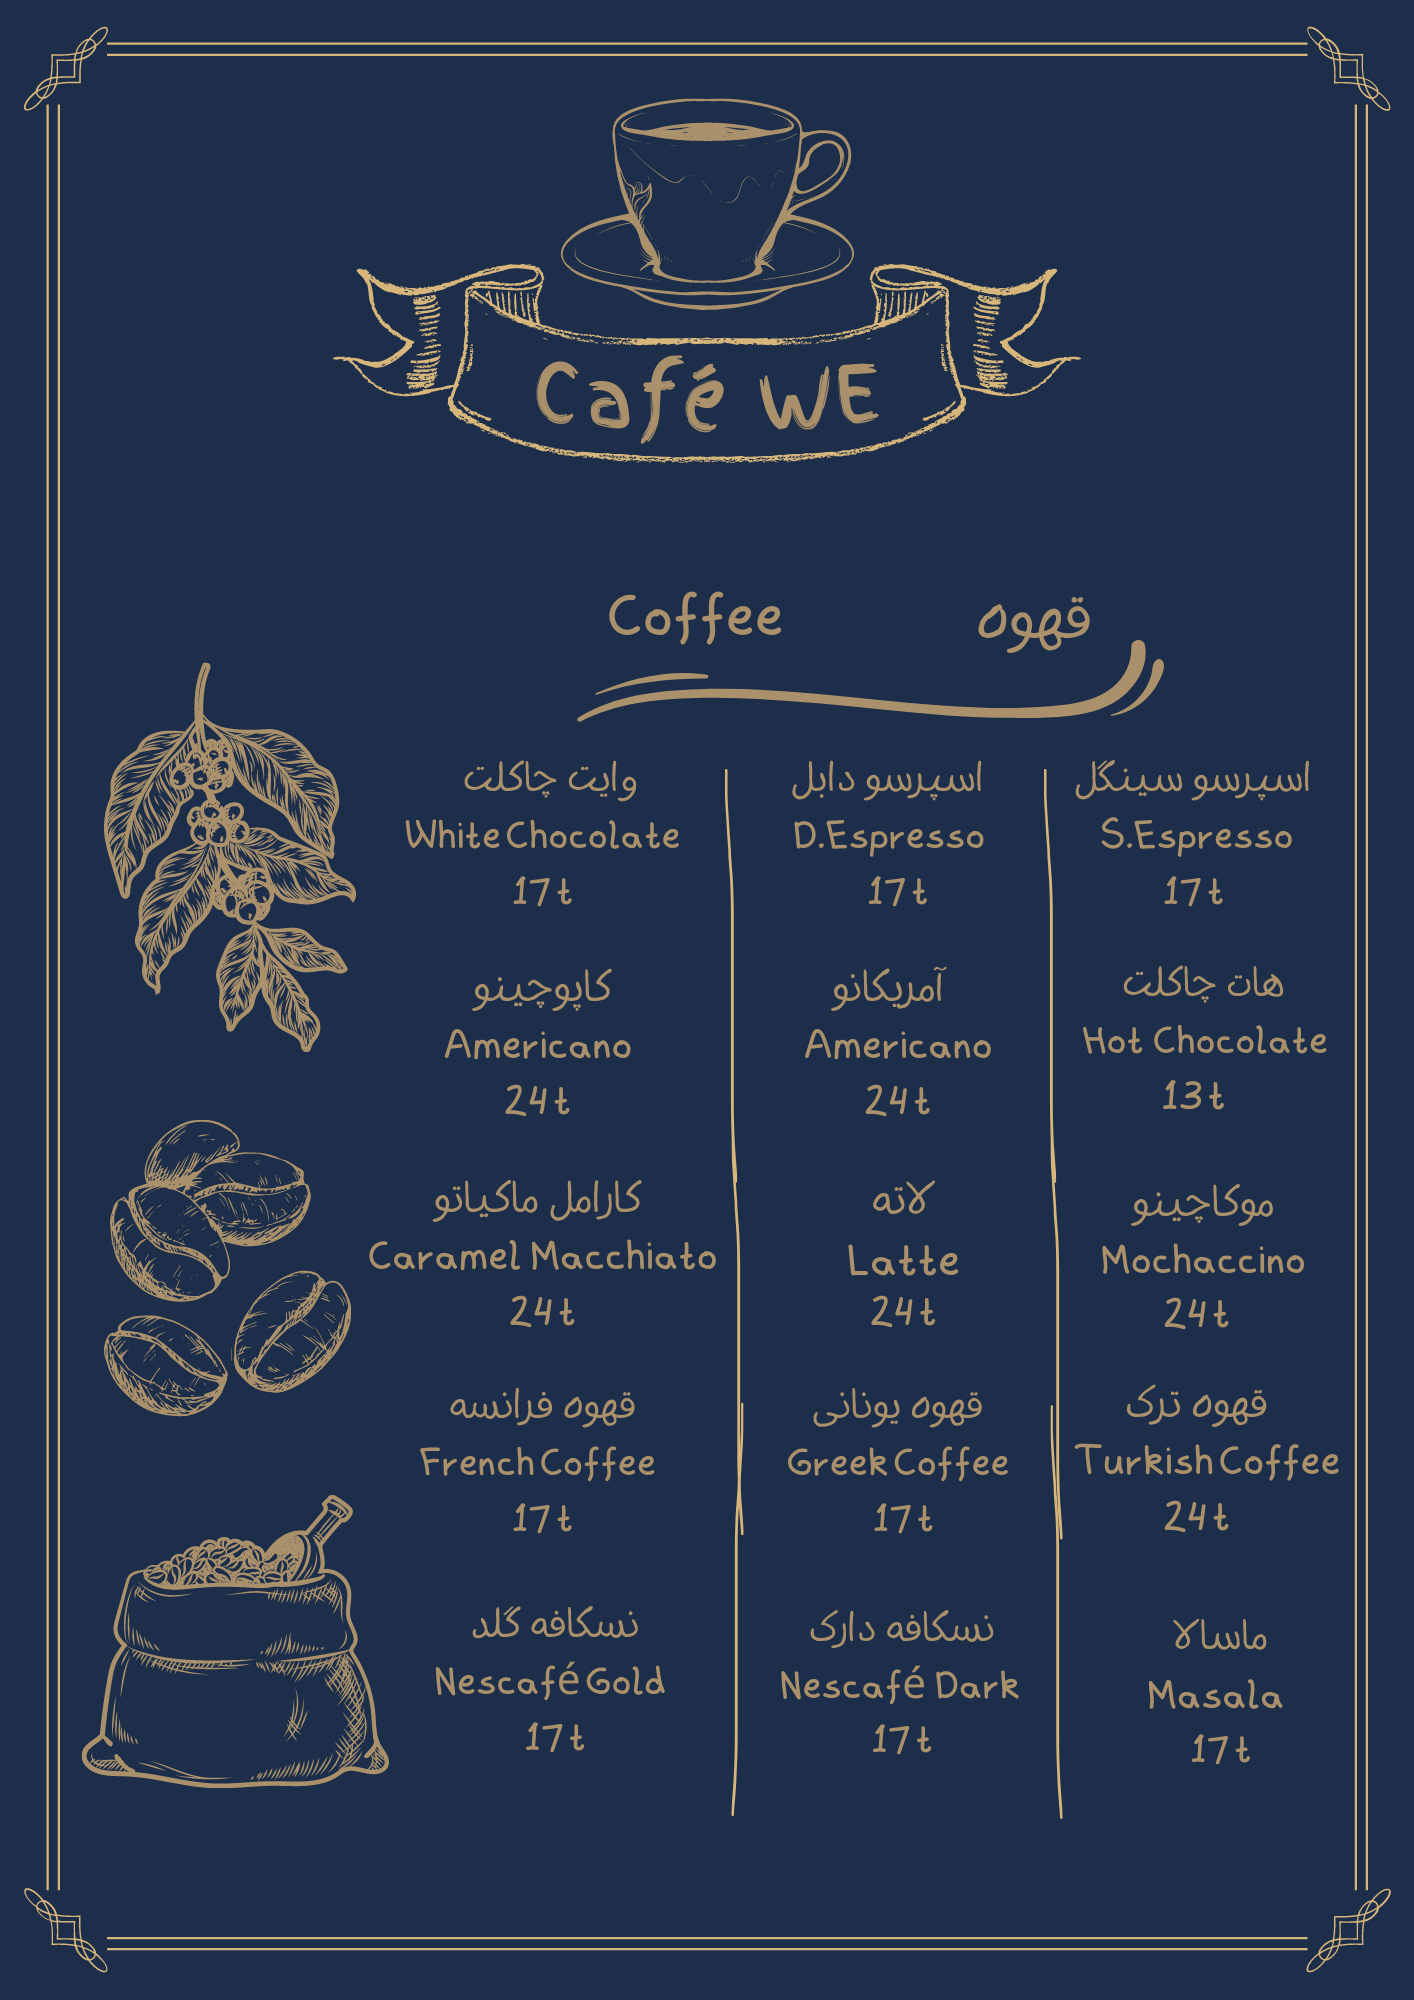 Café WE
Coffee
قهوه
وایت چاکلت
White Chocolate
17t
کاپوچینو
Americano
24t
کارامل ماکیاتو
Caramel Macchiato
24t
قهوه فرانسه
French Coffee
17t
نسکافه گلد
Nescafé Gold
17t
اسپرسو دابل
D.Espresso
17t
آمریکانو
Americano
24t
لاته
Latte
24t
قهوه یونانی
Greek Coffee
17t
نسکافه دارک
Nescafé Dark
17t
اسپرسو سینگل
S.Espresso
17t
هات چاکلت
Hot Chocolate
13t
موکاچینو
Mochaccino
24t
قهوه ترک
Turkish Coffee
24t
ماسالا
Masala
17t